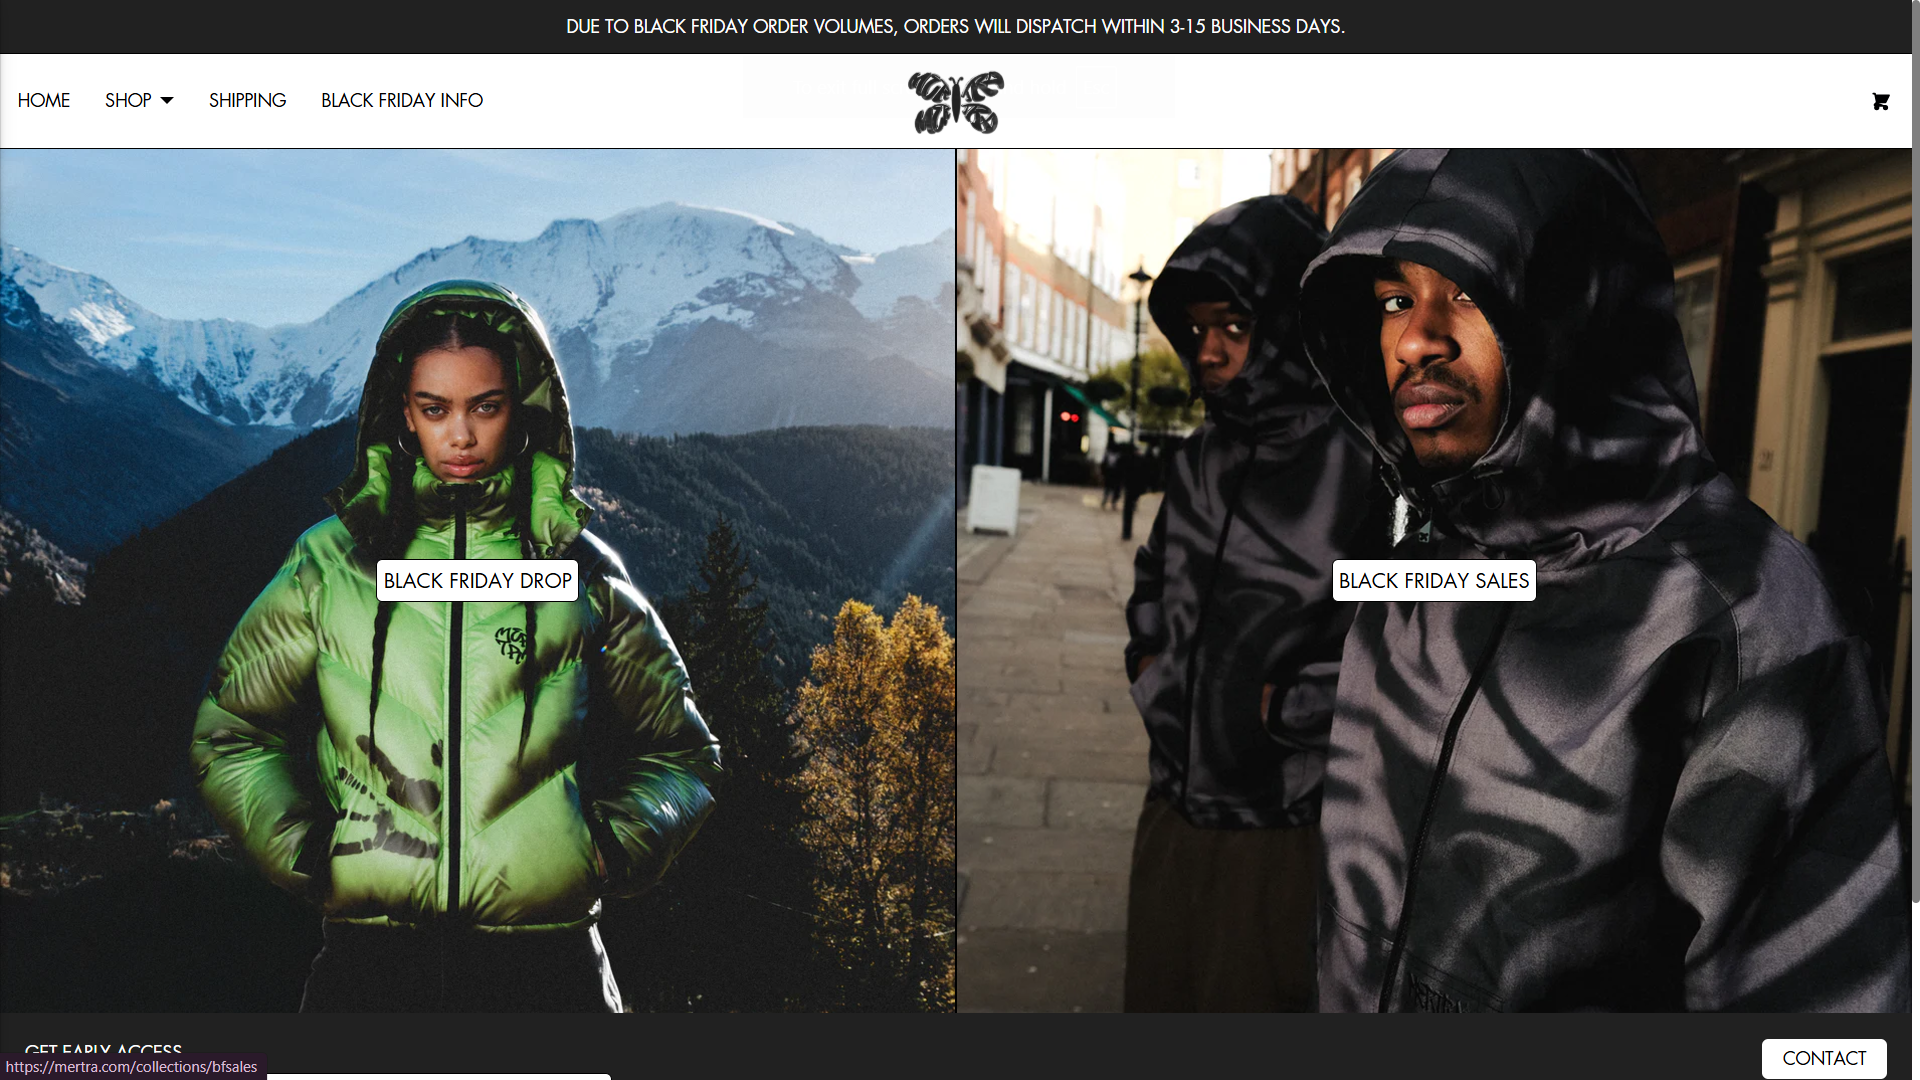 DUE TO BLACK FRIDAY ORDER VOLUMES, ORDERS WILL DISPATCH WITHIN 3-15 BUSINESS DAYS.
HOME SHOP SHIPPING BLACK FRIDAY INFO
BLACK FRIDAY DROP
BLACK FRIDAY SALES
GET EARLY ACCESS
CONTACT
https://mertra.com/collections/bfsales